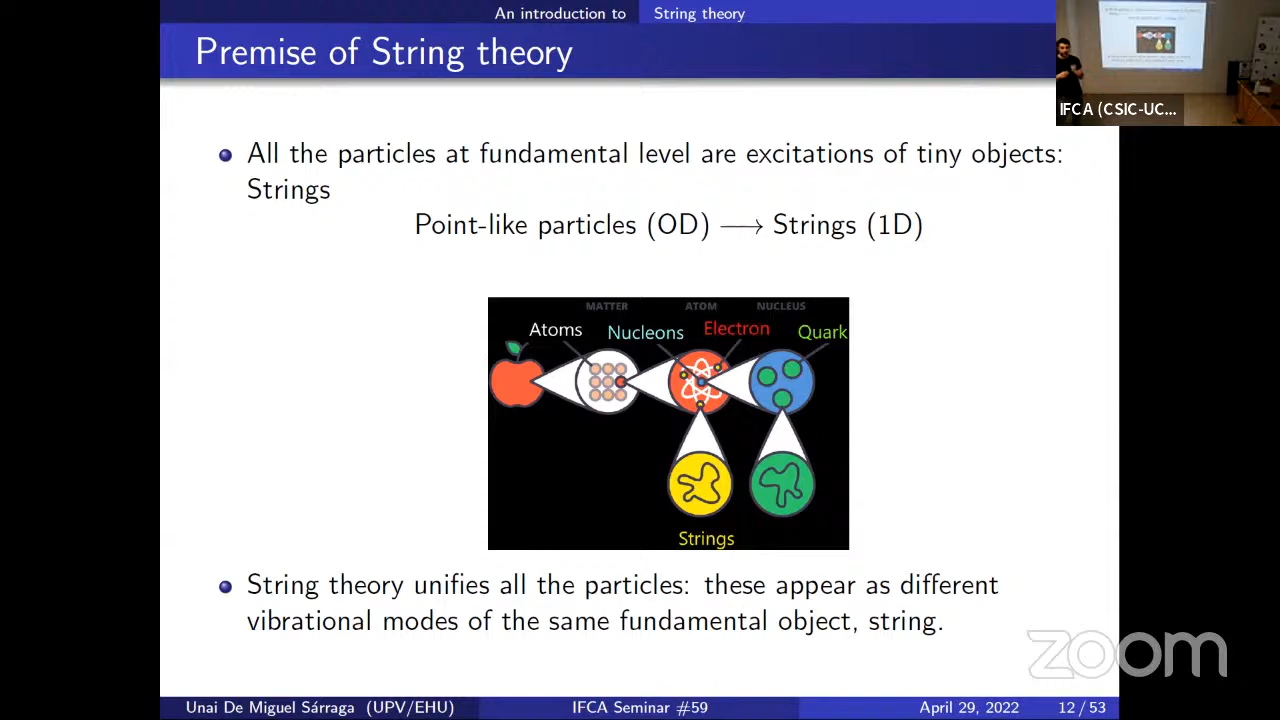 An introduction to String theory
Premise of String theory
IFCA (CSIC-UC...
All the particles at fundamental level are excitations of tiny objects:
Strings
Point-like particles (OD) → Strings (1D)
MATTER ATOM NUCLEUS
Atoms Nucleons Electron Quark
Strings
String theory unifies all the particles: these appear as different
vibrational modes of the same fundamental object, string.
zoom
Unai De Miguel Sárraga (UPV/EHU) IFCA Seminar #59 April 29, 2022 12 / 53